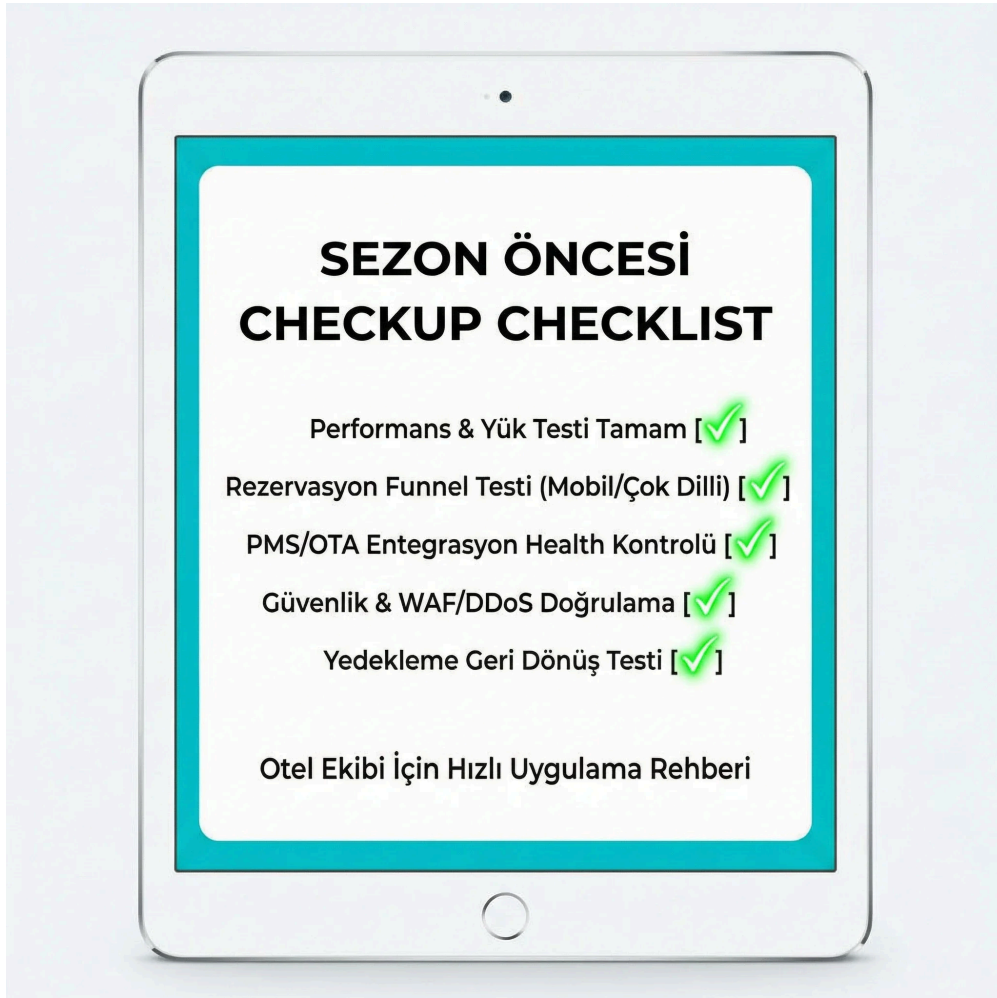 SEZON ÖNCESİ
CHECKUP CHECKLIST
Performans & Yük Testi Tamam [✓]
Rezervasyon Funnel Testi (Mobil/Çok Dilli) [✓]
PMS/OTA Entegrasyon Health Kontrolü [✓]
Güvenlik & WAF/DDoS Doğrulama [✓]
Yedekleme Geri Dönüş Testi [✓]
Otel Ekibi İçin Hızlı Uygulama Rehberi